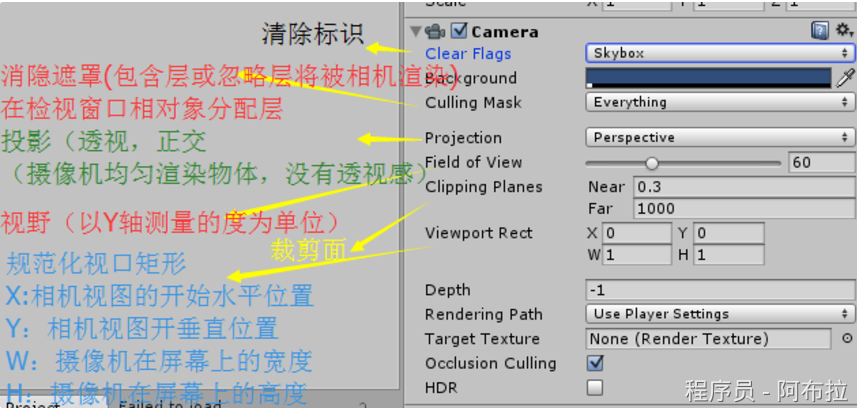 Scale X 1 Y 1 Z 1
清除标识
Camera
Clear Flags Skybox
消隐遮罩(包含层或忽略层将被相机渲染)
Background
在检视窗口相对象分配层
Culling Mask Everything
投影（透视，正交
Projection Perspective
（摄像机均匀渲染物体，没有透视感）
Field of View 60
Clipping Planes Near 0.3
Far 1000
视野（以Y轴测量的度为单位）
裁剪面
Viewport Rect X 0 Y 0
W 1 H 1
规范化视口矩形
X:相机视图的开始水平位置
Depth -1
Y：相机视图开垂直位置
Rendering Path Use Player Settings
Target Texture None (Render Texture)
W：摄像机在屏幕上的宽度
Occlusion Culling
H：摄像机在屏幕上的高度
HDR
程序员 - 阿布拉
Project Failed to load